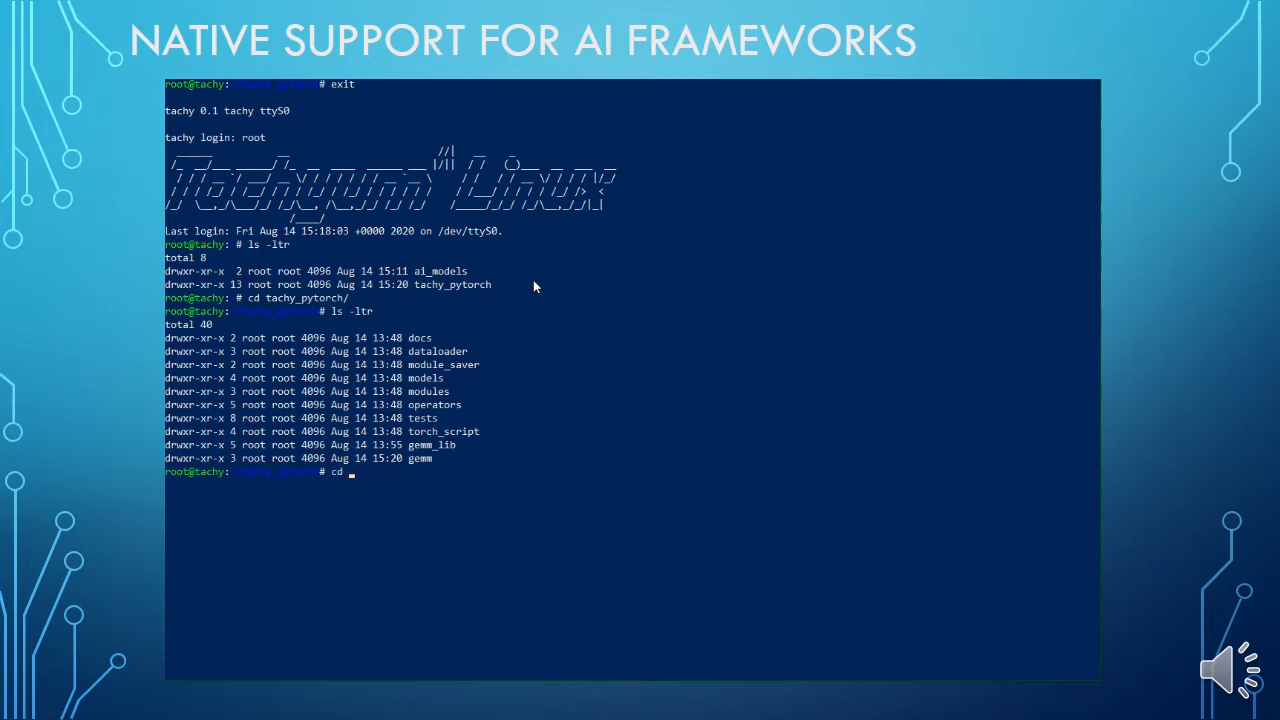 NATIVE SUPPORT FOR AI FRAMEWORKS
root@tachy:~/tachy_pytorch# exit
tachy 0.1 tachy ttyS0
tachy login: root
Tachyum Linux
Last login: Fri Aug 14 15:18:03 +0000 2020 on /dev/ttyS0.
root@tachy: # ls -ltr
total 8
drwxr-xr-x  2 root root 4096 Aug 14 15:11 ai_models
drwxr-xr-x 13 root root 4096 Aug 14 15:20 tachy_pytorch
root@tachy: # cd tachy_pytorch/
root@tachy:~/tachy_pytorch# ls -ltr
total 40
drwxr-xr-x 2 root root 4096 Aug 14 13:48 docs
drwxr-xr-x 3 root root 4096 Aug 14 13:48 dataloader
drwxr-xr-x 2 root root 4096 Aug 14 13:48 module_saver
drwxr-xr-x 4 root root 4096 Aug 14 13:48 models
drwxr-xr-x 3 root root 4096 Aug 14 13:48 modules
drwxr-xr-x 5 root root 4096 Aug 14 13:48 operators
drwxr-xr-x 8 root root 4096 Aug 14 13:48 tests
drwxr-xr-x 4 root root 4096 Aug 14 13:48 torch_script
drwxr-xr-x 5 root root 4096 Aug 14 13:55 gemm_lib
drwxr-xr-x 3 root root 4096 Aug 14 15:20 gemm
root@tachy:~/tachy_pytorch# cd _